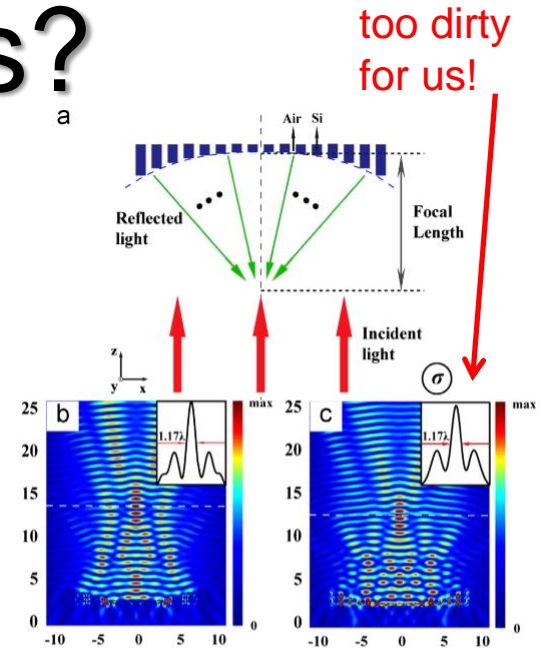 s?
too dirty
for us!
a
Air Si
Reflected
light
Focal
Length
Incident
light
z
y x
σ
b
25
20
15
10
5
0
-10 -5 0 5 10
1.17λ
max
0
c
25
20
15
10
5
0
-10 -5 0 5 10
1.17λ
max
0